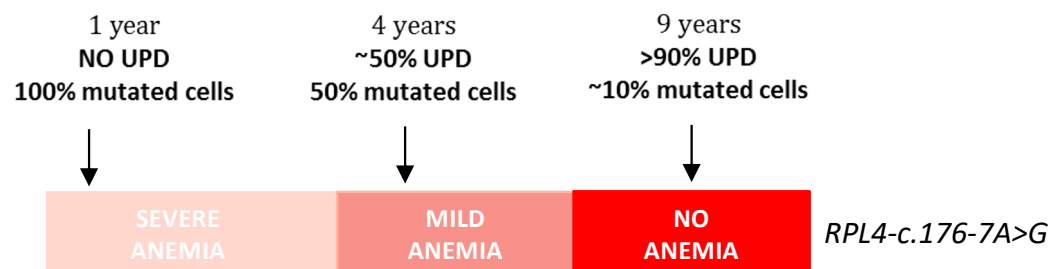 1 year
NO UPD
100% mutated cells
4 years
~50% UPD
50% mutated cells
9 years
>90% UPD
~10% mutated cells
SEVERE
ANEMIA
MILD
ANEMIA
NO
ANEMIA
RPL4-c.176-7A>G